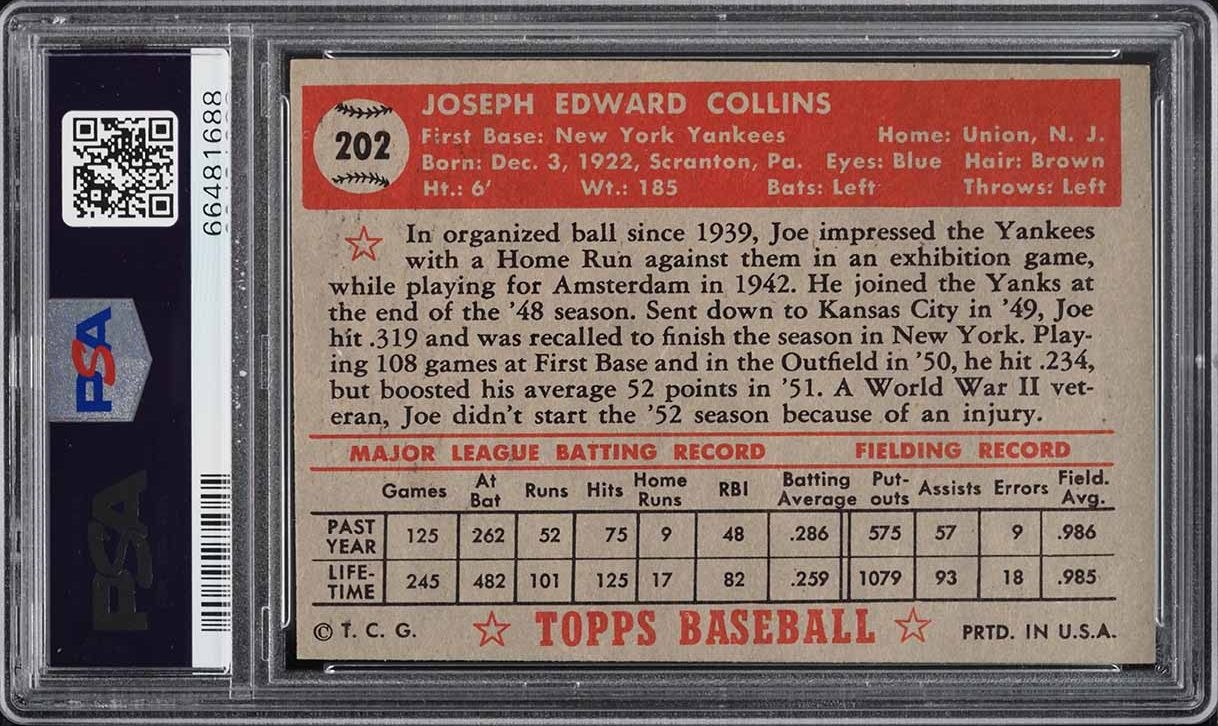 66481688
PSA
PSA
202
JOSEPH EDWARD COLLINS
First Base: New York Yankees Home: Union, N. J.
Born: Dec. 3, 1922, Scranton, Pa. Eyes: Blue Hair: Brown
Ht.: 6' Wt.: 185 Bats: Left Throws: Left
In organized ball since 1939, Joe impressed the Yankees
with a Home Run against them in an exhibition game,
while playing for Amsterdam in 1942. He joined the Yanks at
the end of the '48 season. Sent down to Kansas City in '49, Joe
hit .319 and was recalled to finish the season in New York. Play-
ing 108 games at First Base and in the Outfield in '50, he hit .234,
but boosted his average 52 points in '51. A World War II vet-
eran, Joe didn't start the '52 season because of an injury.
MAJOR LEAGUE BATTING RECORD FIELDING RECORD
Games At Bat Runs Hits Home Runs RBI Batting Average Put-outs Assists Errors Field. Avg.
PAST YEAR 125 262 52 75 9 48 .286 575 57 9 .986
LIFE-TIME 245 482 101 125 17 82 .259 1079 93 18 .985
© T. C. G. TOPPS BASEBALL PRTD. IN U.S.A.